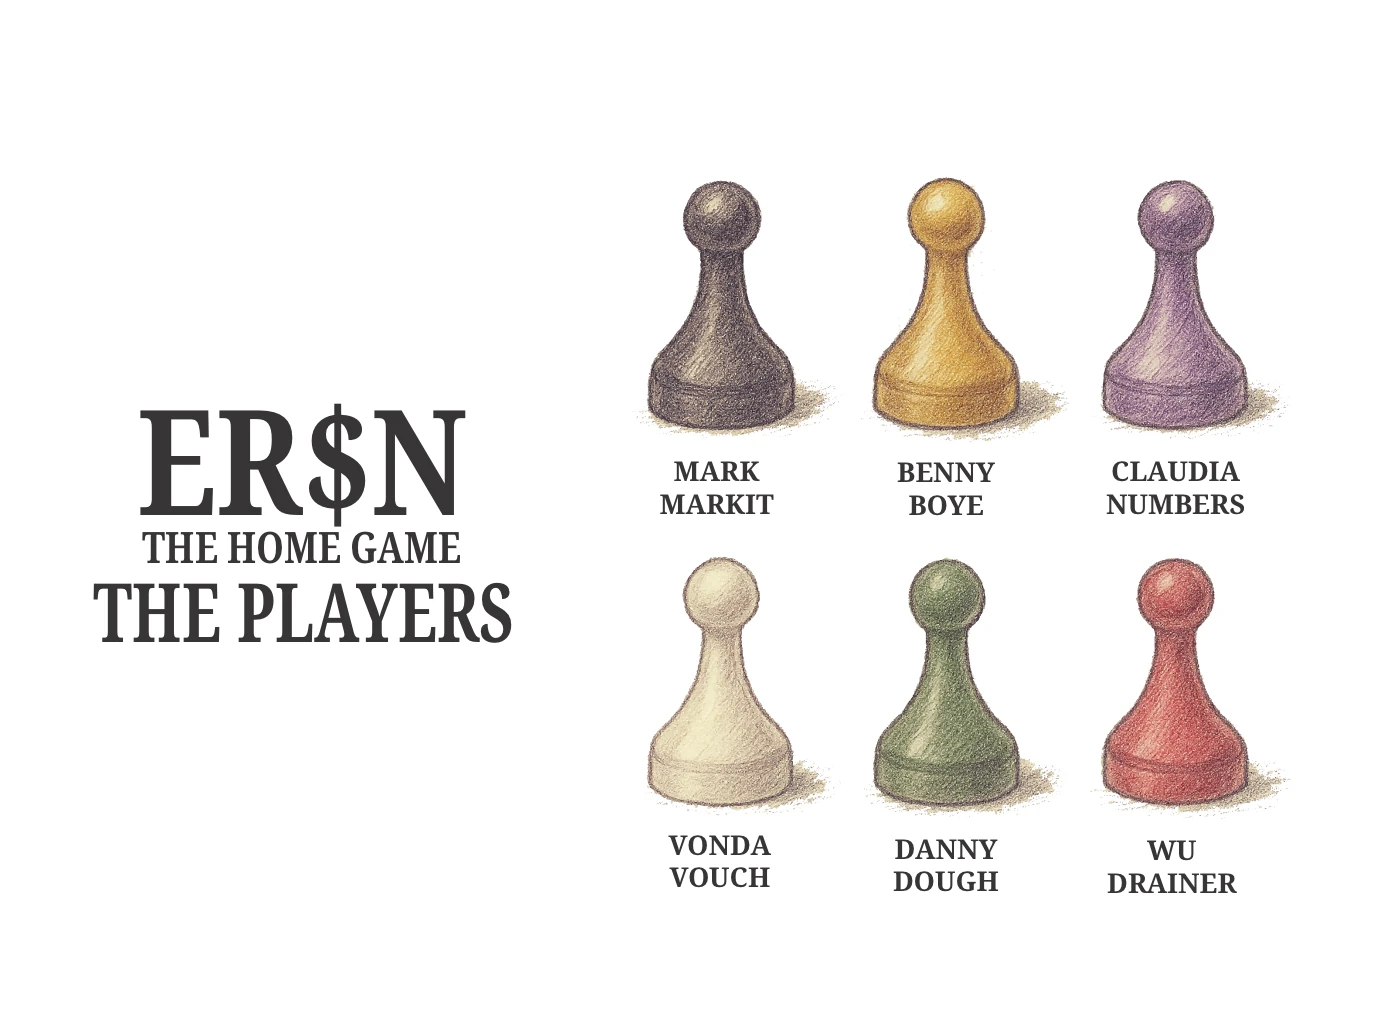 ER$N
THE HOME GAME
THE PLAYERS
MARK
MARKIT
BENNY
BOYE
CLAUDIA
NUMBERS
VONDA
VOUCH
DANNY
DOUGH
WU
DRAINER